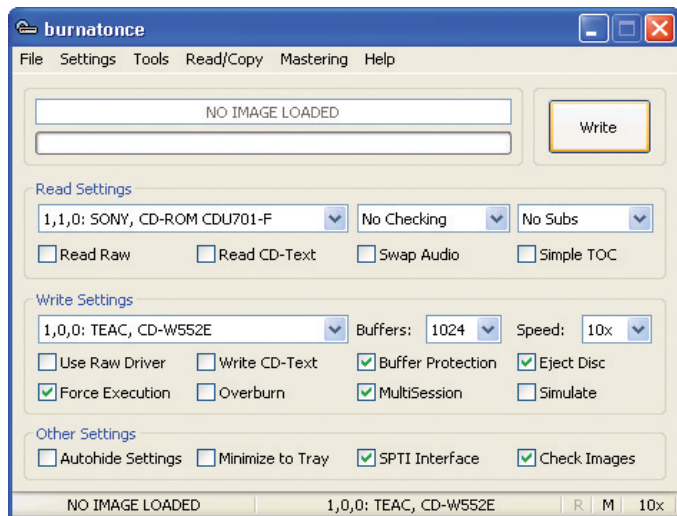 burnatonce
File Settings Tools Read/Copy Mastering Help
NO IMAGE LOADED
Write
Read Settings
1,1,0: SONY, CD-ROM CDU701-F No Checking No Subs
Read Raw Read CD-Text Swap Audio Simple TOC
Write Settings
1,0,0: TEAC, CD-W552E Buffers: 1024 Speed: 10x
Use Raw Driver Write CD-Text Buffer Protection Eject Disc
Force Execution Overburn MultiSession Simulate
Other Settings
Autohide Settings Minimize to Tray SPTI Interface Check Images
NO IMAGE LOADED 1,0,0: TEAC, CD-W552E R M 10x